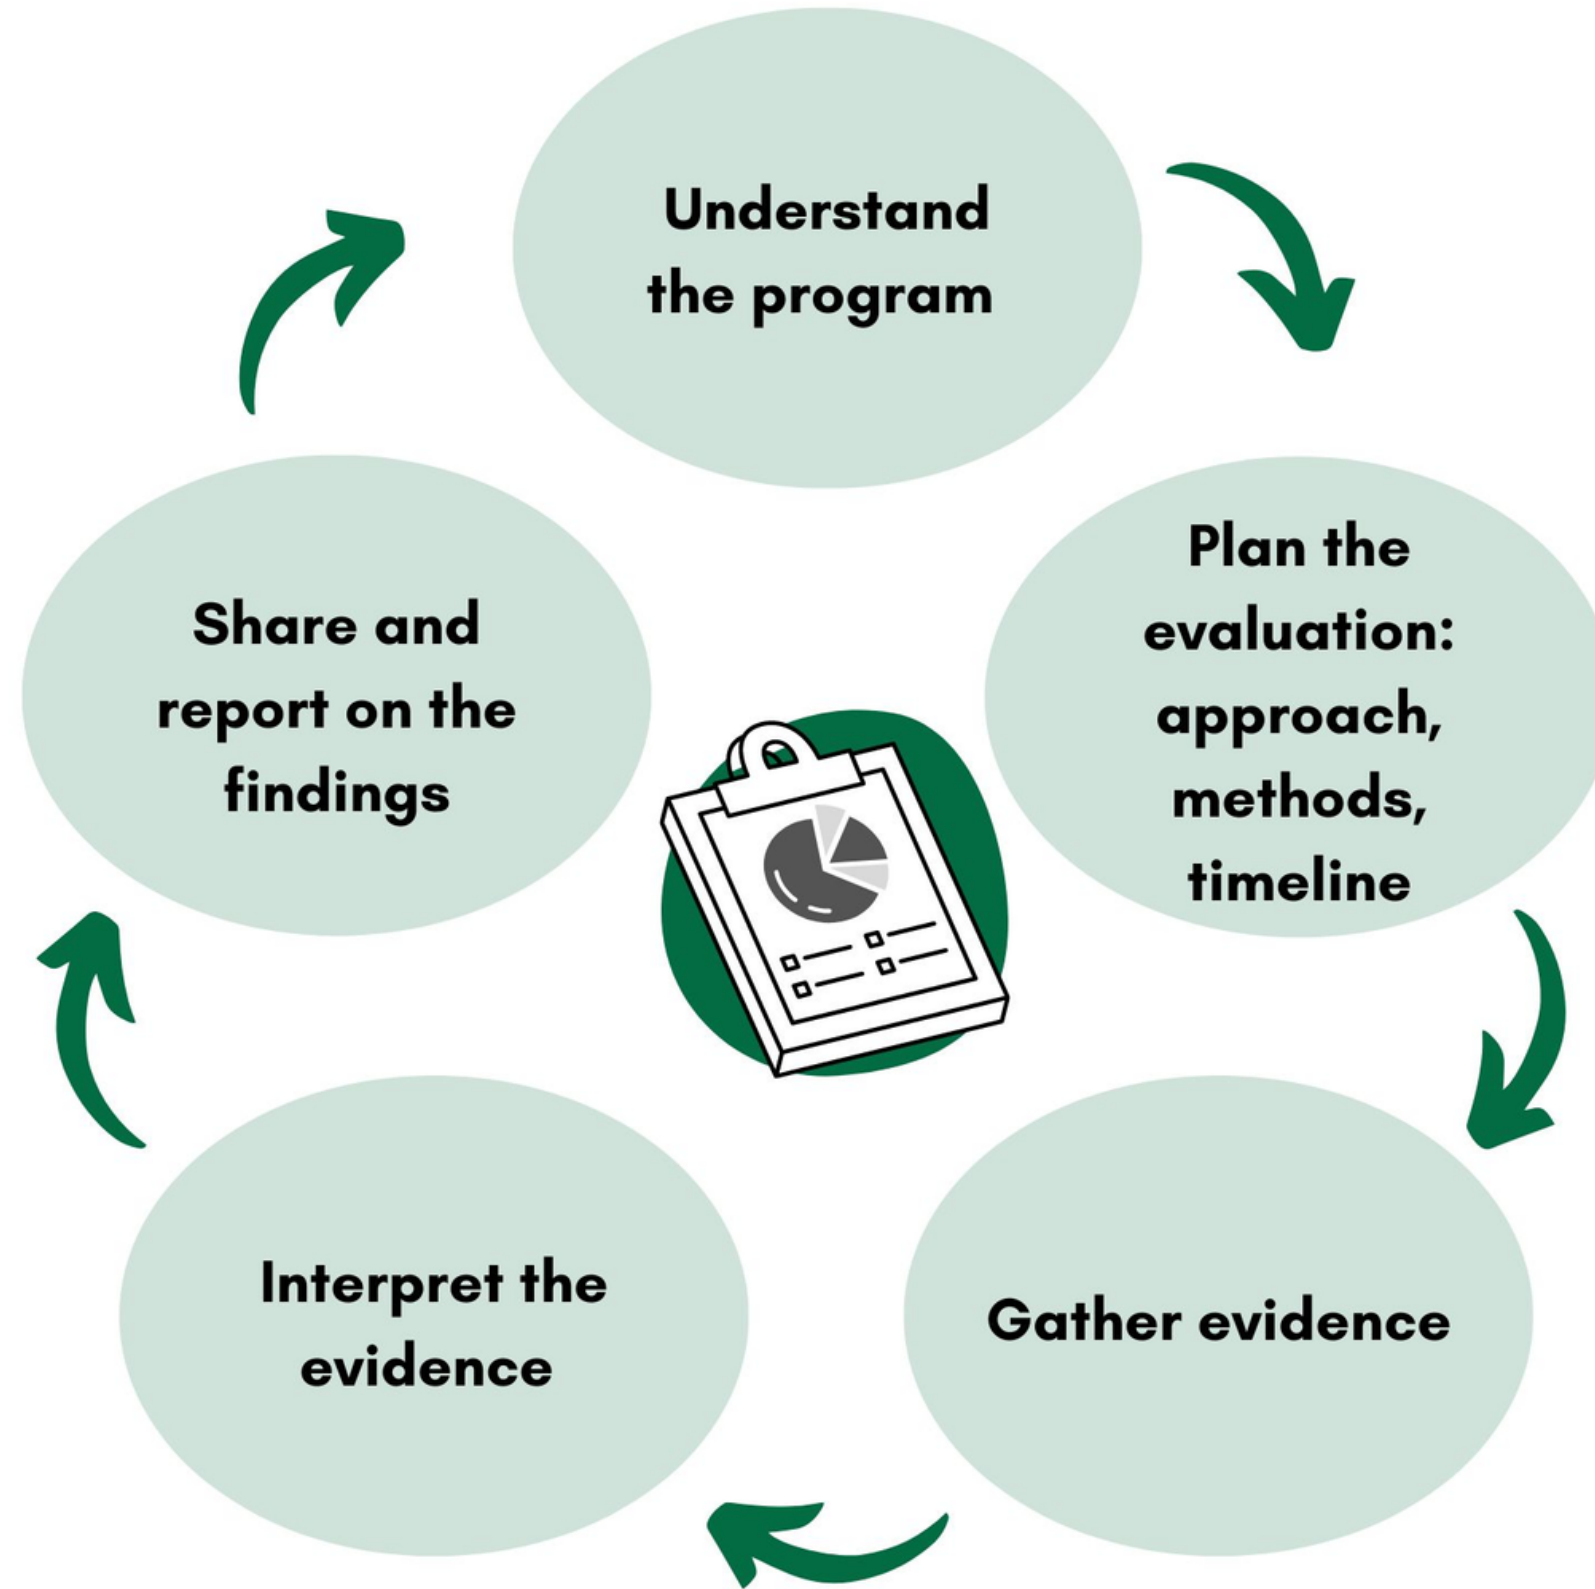 Understand
the program
Plan the
evaluation:
approach,
methods,
timeline
Gather evidence
Interpret the
evidence
Share and
report on the
findings